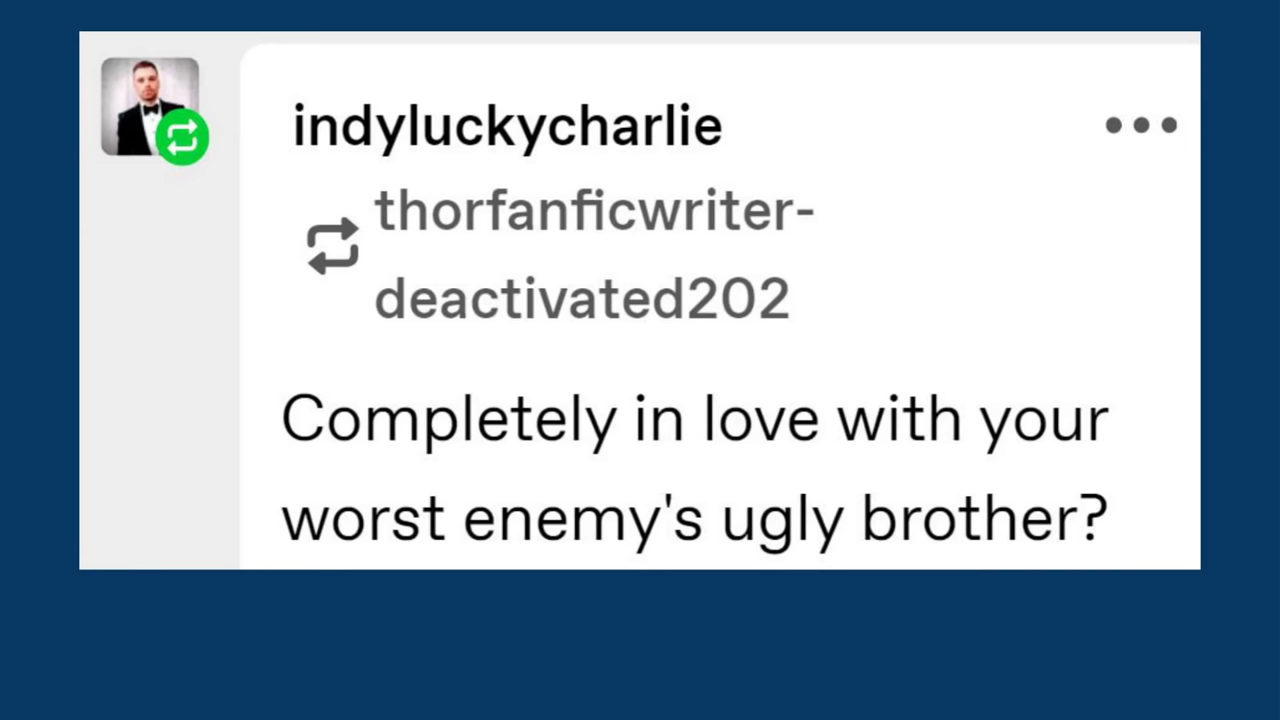 indyluckycharlie
thorfanficwriter-
deactivated202
Completely in love with your
worst enemy's ugly brother?